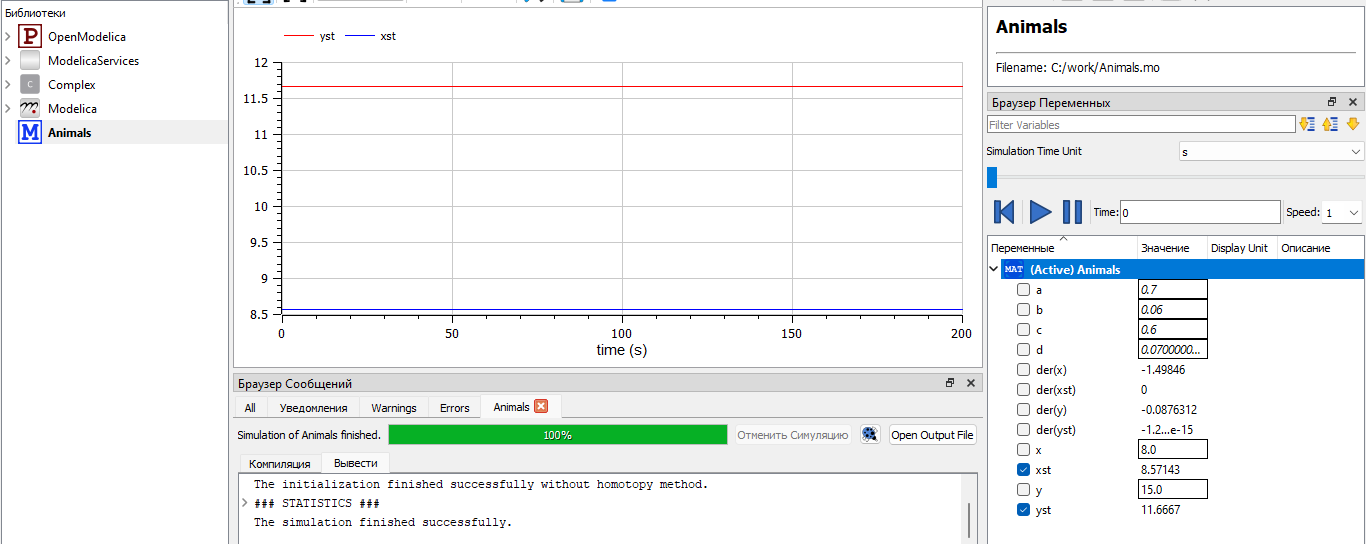 Библиотеки
OpenModelica
ModelicaServices
C Complex
Modelica
M Animals
yst xst
12
11.5
11
10.5
10
9.5
9
8.5
0 50 100 150 200
time (s)
Браузер Сообщений
All Уведомления Warnings Errors Animals
Simulation of Animals finished. 100% Отменить Симуляцию Open Output File
Компиляция Вывести
The initialization finished successfully without homotopy method.
### STATISTICS ###
The simulation finished successfully.
Animals
Filename: C:/work/Animals.mo
Браузер Переменных
Filter Variables
Simulation Time Unit s
Time: 0 Speed: 1
Переменные Значение Display Unit Описание
MAT (Active) Animals
a 0.7
b 0.06
c 0.6
d 0.0700000...
der(x) -1.49846
der(xst) 0
der(y) -0.0876312
der(yst) -1.2...e-15
x 8.0
xst 8.57143
y 15.0
yst 11.6667